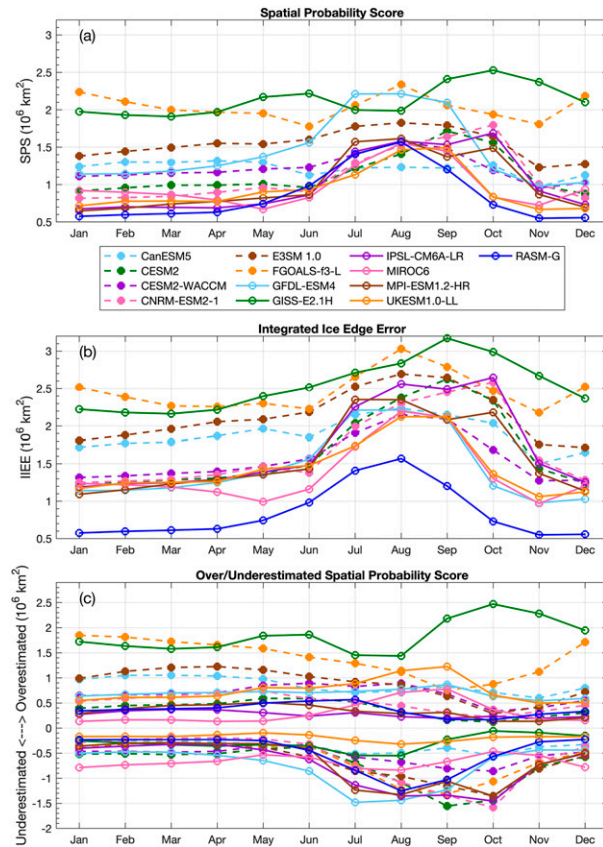 Spatial Probability Score
(a)
SPS (10⁶ km²)
3
2.5
2
1.5
1
0.5
Jan Feb Mar Apr May Jun Jul Aug Sep Oct Nov Dec
CanESM5 E3SM 1.0 IPSL-CM6A-LR RASM-G
CESM2 FGOALS-f3-L MIROC6
CESM2-WACCM GFDL-ESM4 MPI-ESM1.2-HR
CNRM-ESM2-1 GISS-E2.1H UKESM1.0-LL
Integrated Ice Edge Error
(b)
IIEE (10⁶ km²)
3
2.5
2
1.5
1
0.5
Jan Feb Mar Apr May Jun Jul Aug Sep Oct Nov Dec
Over/Underestimated Spatial Probability Score
(c)
Underestimated <---> Overestimated (10⁶ km²)
2.5
2
1.5
1
0.5
0
-0.5
-1
-1.5
-2
Jan Feb Mar Apr May Jun Jul Aug Sep Oct Nov Dec